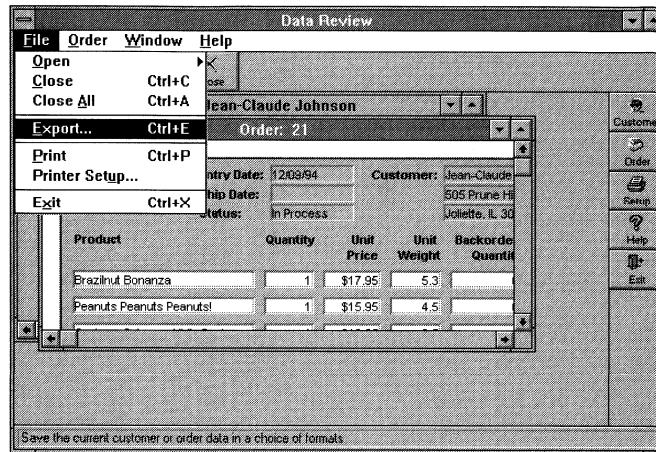 Data Review
File Order Window Help
Open
Close Ctrl+C
Close All Ctrl+A
Export... Ctrl+E
Print Ctrl+P
Printer Setup...
Exit Ctrl+X
Jean-Claude Johnson
Order: 21
Entry Date: 12/09/94 Customer: Jean-Claude
Ship Date: 505 Prune Hi
Status: In Process Joliette, IL 30
Product Quantity Unit Price Unit Weight Backorde Quantit
Brazilnut Bonanza 1 $17.95 5.3
Peanuts Peanuts Peanuts! 1 $15.95 4.5
Custome
Order
Setup
Help
Exit
Save the current customer or order data in a choice of formats